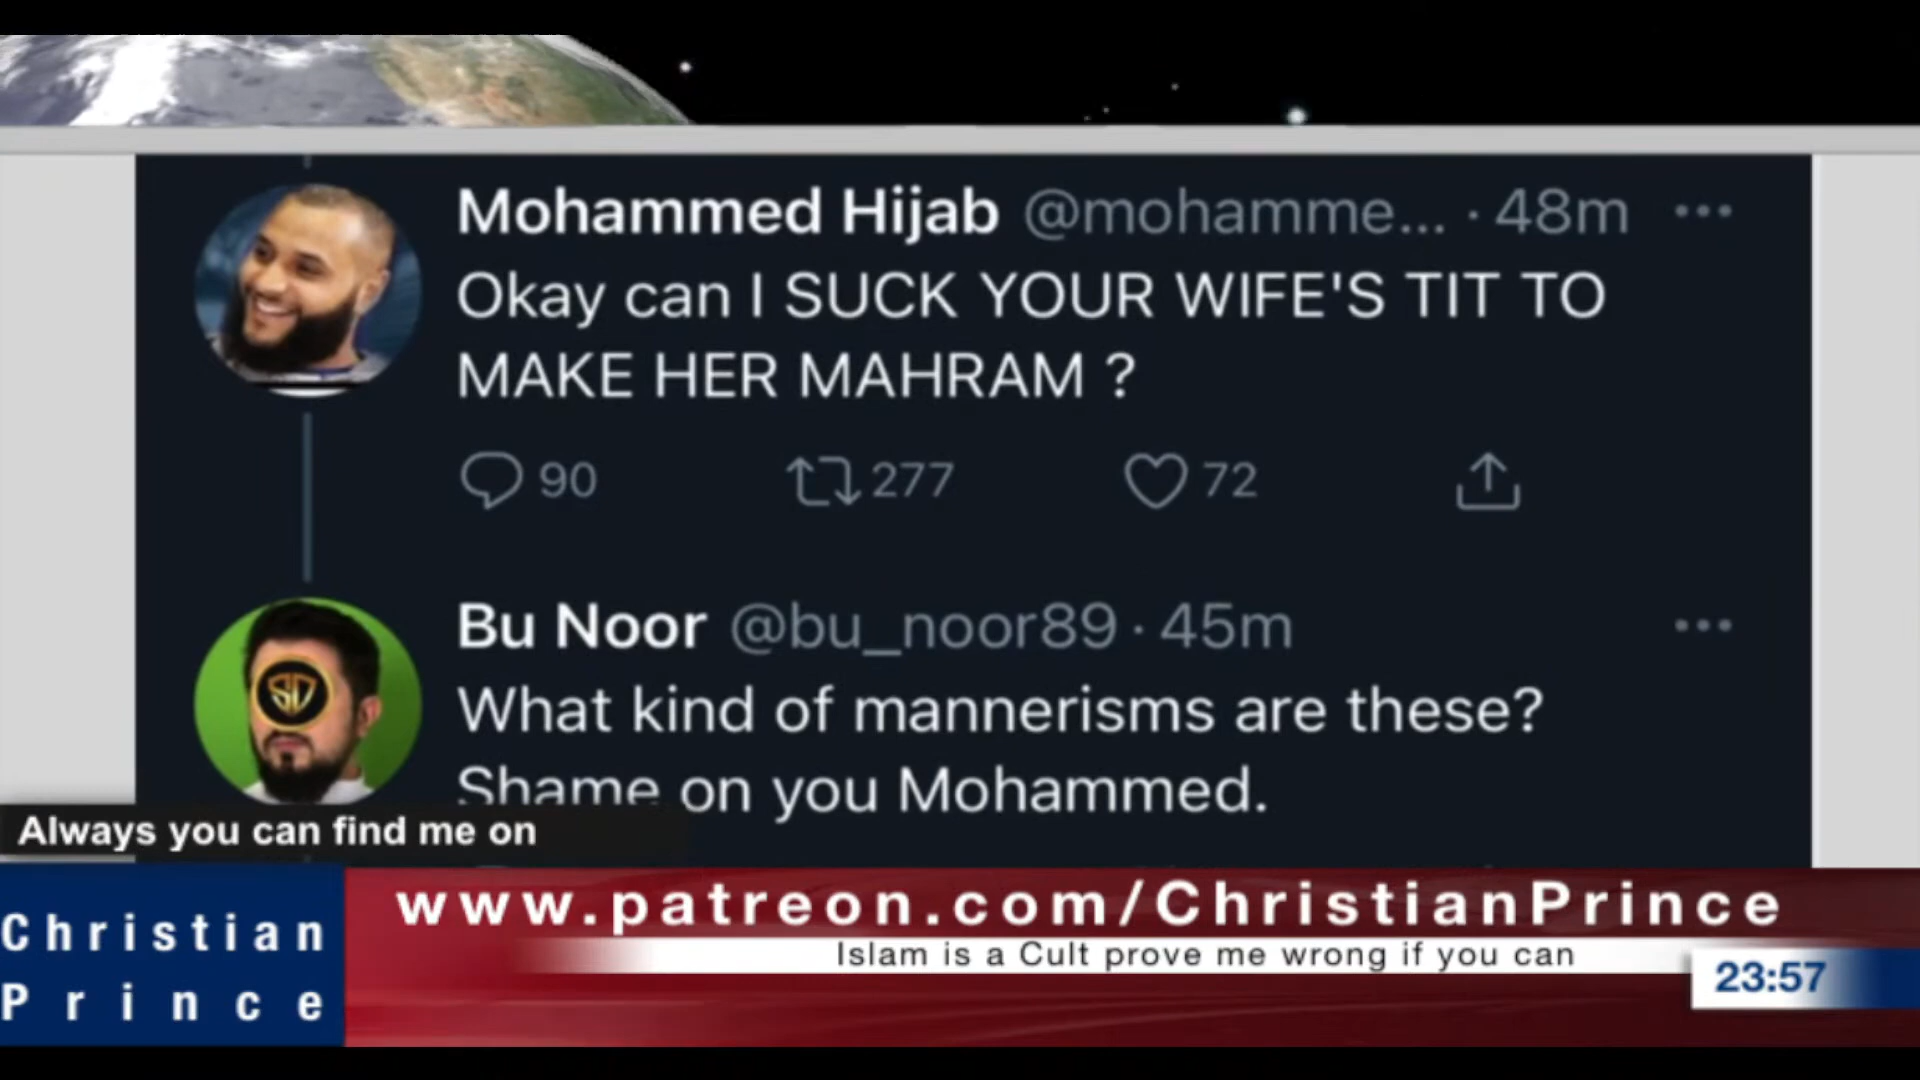 Mohammed Hijab @mohamme... · 48m
Okay can I SUCK YOUR WIFE'S TIT TO
MAKE HER MAHRAM ?
90 277 72
Bu Noor @bu_noor89 · 45m
What kind of mannerisms are these?
Shame on you Mohammed.
Always you can find me on
www.patreon.com/ChristianPrince
Islam is a Cult prove me wrong if you can
Christian
Prince
23:57